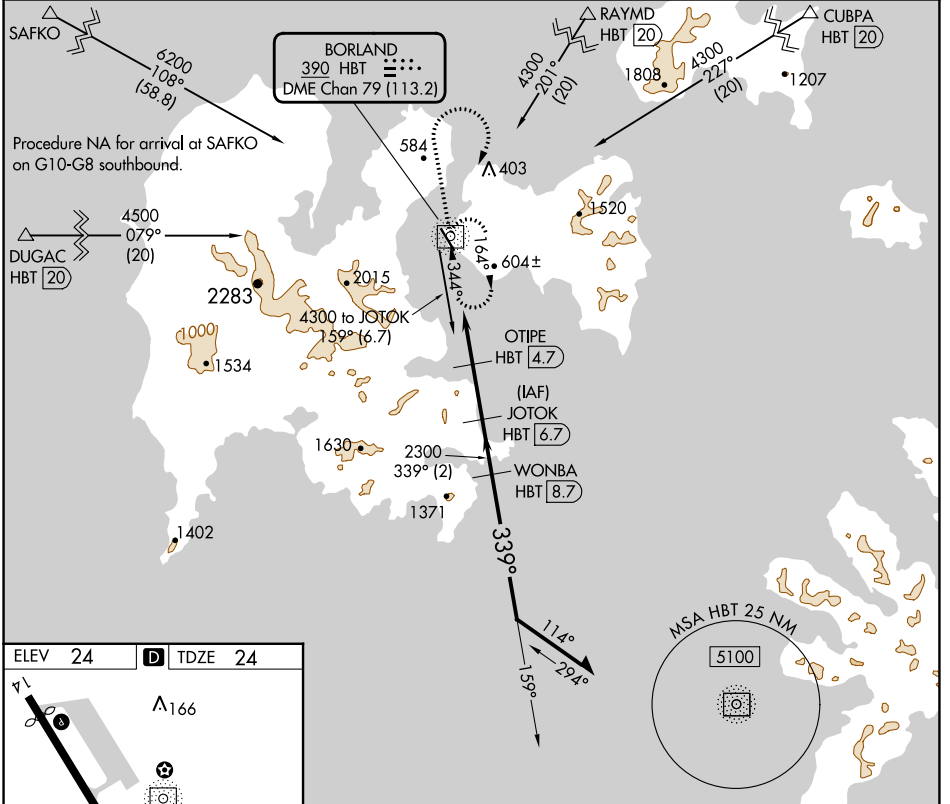 SAFKO
6200
108°
(58.8)
BORLAND
390 HBT
DME Chan 79 (113.2)
RAYMD
HBT 20
4300
201°
(20)
CUBPA
HBT 20
4300
227°
(20)
1808
1207
Procedure NA for arrival at SAFKO
on G10-G8 southbound.
584
403
1520
4500
079°
(20)
DUGAC
HBT 20
164°
344°
604±
2283
2015
4300 to JOTOK
159° (6.7)
1000
1534
OTIPE
HBT 4.7
(IAF)
JOTOK
HBT 6.7
1630
2300
339° (2)
WONBA
HBT 8.7
1371
1402
339°
114°
294°
159°
MSA HBT 25 NM
5100
ELEV 24
D
TDZE 24
14
166